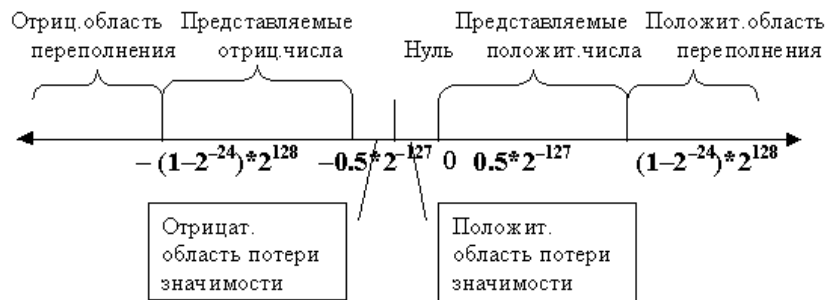 Отриц.область Представляемые Представляемые Положит.область
переполнения отриц.числа Нуль положит.числа переполнения
– (1–2⁻²⁴)*2¹²⁸ –0.5*2⁻¹²⁷ 0 0.5*2⁻¹²⁷ (1–2⁻²⁴)*2¹²⁸
Отрицат.
область потери
значимости
Положит.
область потери
значимости